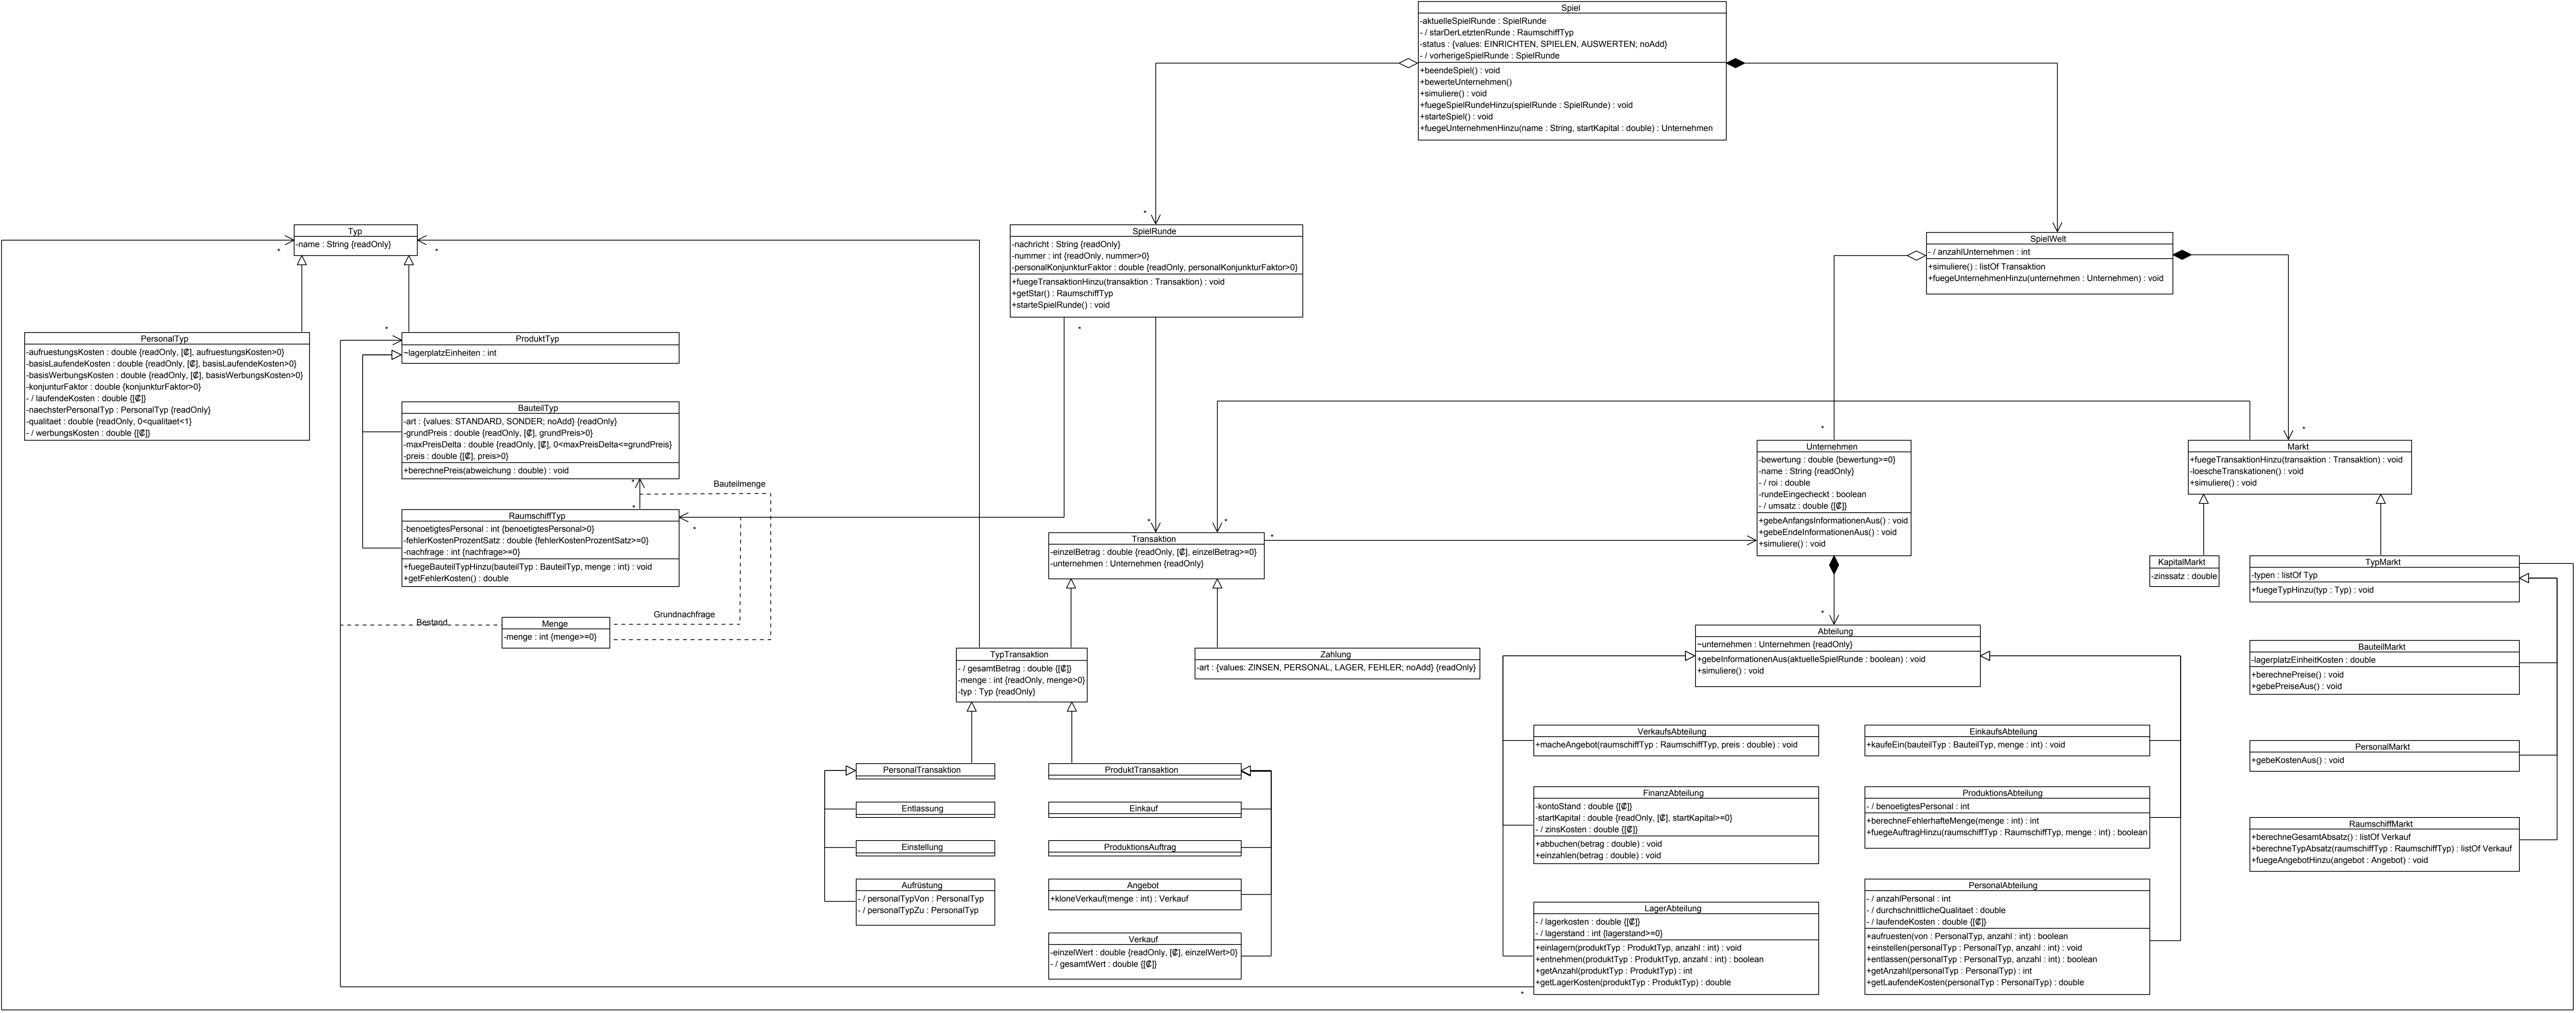 Spiel
-aktuelleSpielRunde : SpielRunde
- / starDerLetztenRunde : RaumschiffTyp
-status : {values: EINRICHTEN, SPIELEN, AUSWERTEN; noAdd}
- / vorherigeSpielRunde : SpielRunde
+beendeSpiel() : void
+bewerteUnternehmen()
+simuliere() : void
+fuegeSpielRundeHinzu(spielRunde : SpielRunde) : void
+starteSpiel() : void
+fuegeUnternehmenHinzu(name : String, startKapital : double) : Unternehmen
*
Typ
-name : String {readOnly}
*
*
SpielRunde
-nachricht : String {readOnly}
-nummer : int {readOnly, nummer>0}
-personalKonjunkturFaktor : double {readOnly, personalKonjunkturFaktor>0}
+fuegeTransaktionHinzu(transaktion : Transaktion) : void
+getStar() : RaumschiffTyp
+starteSpielRunde() : void
*
SpielWelt
- / anzahlUnternehmen : int
+simuliere() : listOf Transaktion
+fuegeUnternehmenHinzu(unternehmen : Unternehmen) : void
PersonalTyp
-aufruestungsKosten : double {readOnly, [₡], aufruestungsKosten>0}
-basisLaufendeKosten : double {readOnly, [₡], basisLaufendeKosten>0}
-basisWerbungsKosten : double {readOnly, [₡], basisWerbungsKosten>0}
-konjunturFaktor : double {konjunkturFaktor>0}
- / laufendeKosten : double {[₡]}
-naechsterPersonalTyp : PersonalTyp {readOnly}
-qualitaet : double {readOnly, 0<qualitaet<1}
- / werbungsKosten : double {[₡]}
*
ProduktTyp
~lagerplatzEinheiten : int
BauteilTyp
-art : {values: STANDARD, SONDER; noAdd} {readOnly}
-grundPreis : double {readOnly, [₡], grundPreis>0}
-maxPreisDelta : double {readOnly, [₡], 0<maxPreisDelta<=grundPreis}
-preis : double {[₡], preis>0}
+berechnePreis(abweichung : double) : void
*
*
Bauteilmenge
RaumschiffTyp
-benoetigtesPersonal : int {benoetigtesPersonal>0}
-fehlerKostenProzentSatz : double {fehlerKostenProzentSatz>=0}
-nachfrage : int {nachfrage>=0}
+fuegeBauteilTypHinzu(bauteilTyp : BauteilTyp, menge : int) : void
+getFehlerKosten() : double
*
Grundnachfrage
Bestand
Menge
-menge : int {menge>=0}
*
*
*
Transaktion
-einzelBetrag : double {readOnly, [₡], einzelBetrag>=0}
-unternehmen : Unternehmen {readOnly}
*
Unternehmen
-bewertung : double {bewertung>=0}
-name : String {readOnly}
- / roi : double
-rundeEingecheckt : boolean
- / umsatz : double {[₡]}
+gebeAnfangsInformationenAus() : void
+gebeEndeInformationenAus() : void
+simuliere() : void
*
*
Markt
+fuegeTransaktionHinzu(transaktion : Transaktion) : void
-loescheTranskationen() : void
+simuliere() : void
KapitalMarkt
-zinssatz : double
TypMarkt
-typen : listOf Typ
+fuegeTypHinzu(typ : Typ) : void
TypTransaktion
- / gesamtBetrag : double {[₡]}
-menge : int {readOnly, menge>0}
-typ : Typ {readOnly}
Zahlung
-art : {values: ZINSEN, PERSONAL, LAGER, FEHLER; noAdd} {readOnly}
*
Abteilung
~unternehmen : Unternehmen {readOnly}
+gebeInformationenAus(aktuelleSpielRunde : boolean) : void
+simuliere() : void
BauteilMarkt
-lagerplatzEinheitKosten : double
+berechnePreise() : void
+gebePreiseAus() : void
VerkaufsAbteilung
+macheAngebot(raumschiffTyp : RaumschiffTyp, preis : double) : void
EinkaufsAbteilung
+kaufeEin(bauteilTyp : BauteilTyp, menge : int) : void
PersonalMarkt
+gebeKostenAus() : void
PersonalTransaktion
ProduktTransaktion
Entlassung
Einkauf
FinanzAbteilung
-kontoStand : double {[₡]}
-startKapital : double {readOnly, [₡], startKapital>=0}
- / zinsKosten : double {[₡]}
+abbuchen(betrag : double) : void
+einzahlen(betrag : double) : void
ProduktionsAbteilung
- / benoetigtesPersonal : int
+berechneFehlerhafteMenge(menge : int) : int
+fuegeAuftragHinzu(raumschiffTyp : RaumschiffTyp, menge : int) : boolean
RaumschiffMarkt
+berechneGesamtAbsatz() : listOf Verkauf
+berechneTypAbsatz(raumschiffTyp : RaumschiffTyp) : listOf Verkauf
+fuegeAngebotHinzu(angebot : Angebot) : void
Einstellung
ProduktionsAuftrag
Aufrüstung
- / personalTypVon : PersonalTyp
- / personalTypZu : PersonalTyp
Angebot
+kloneVerkauf(menge : int) : Verkauf
Verkauf
-einzelWert : double {readOnly, [₡], einzelWert>0}
- / gesamtWert : double {[₡]}
LagerAbteilung
- / lagerkosten : double {[₡]}
- / lagerstand : int {lagerstand>=0}
+einlagern(produktTyp : ProduktTyp, anzahl : int) : void
+entnehmen(produktTyp : ProduktTyp, anzahl : int) : boolean
+getAnzahl(produktTyp : ProduktTyp) : int
+getLagerKosten(produktTyp : ProduktTyp) : double
*
PersonalAbteilung
- / anzahlPersonal : int
- / durchschnittlicheQualitaet : double
- / laufendeKosten : double {[₡]}
+aufruesten(von : PersonalTyp, anzahl : int) : boolean
+einstellen(personalTyp : PersonalTyp, anzahl : int) : void
+entlassen(personalTyp : PersonalTyp, anzahl : int) : boolean
+getAnzahl(personalTyp : PersonalTyp) : int
+getLaufendeKosten(personalTyp : PersonalTyp) : double